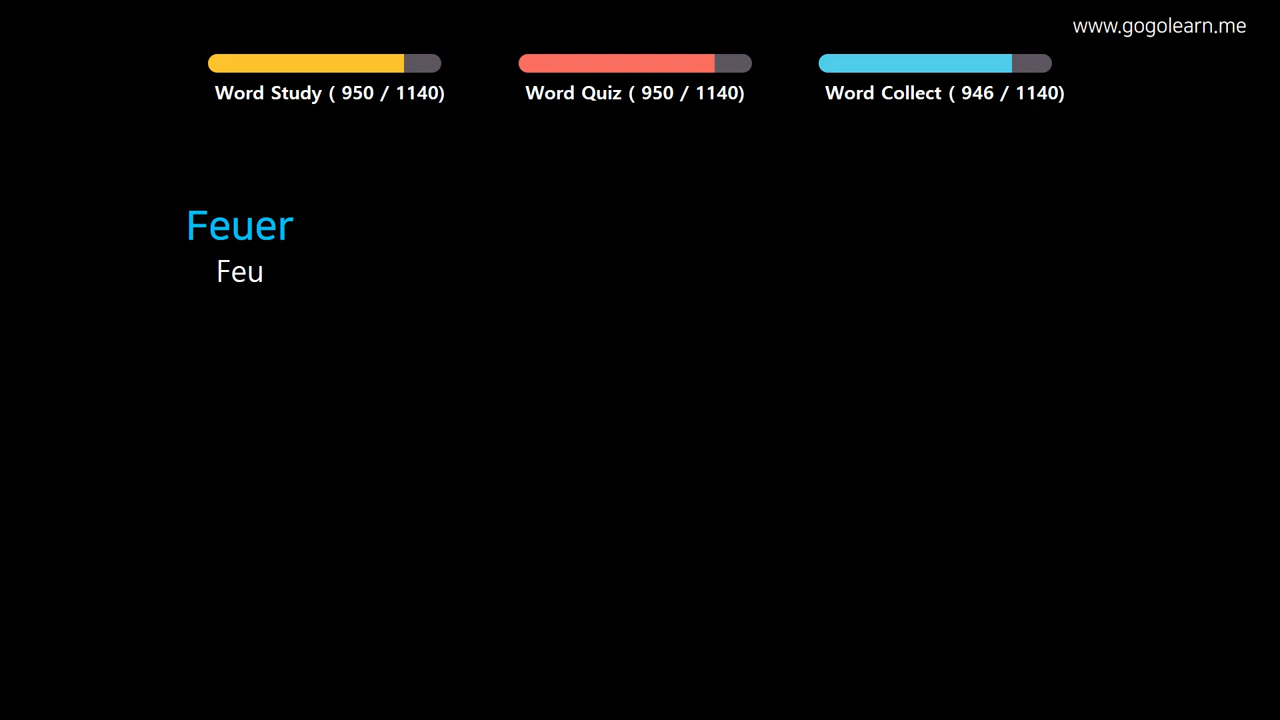 www.gogolearn.me
Word Study ( 950 / 1140)
Word Quiz ( 950 / 1140)
Word Collect ( 946 / 1140)
Feuer
Feu